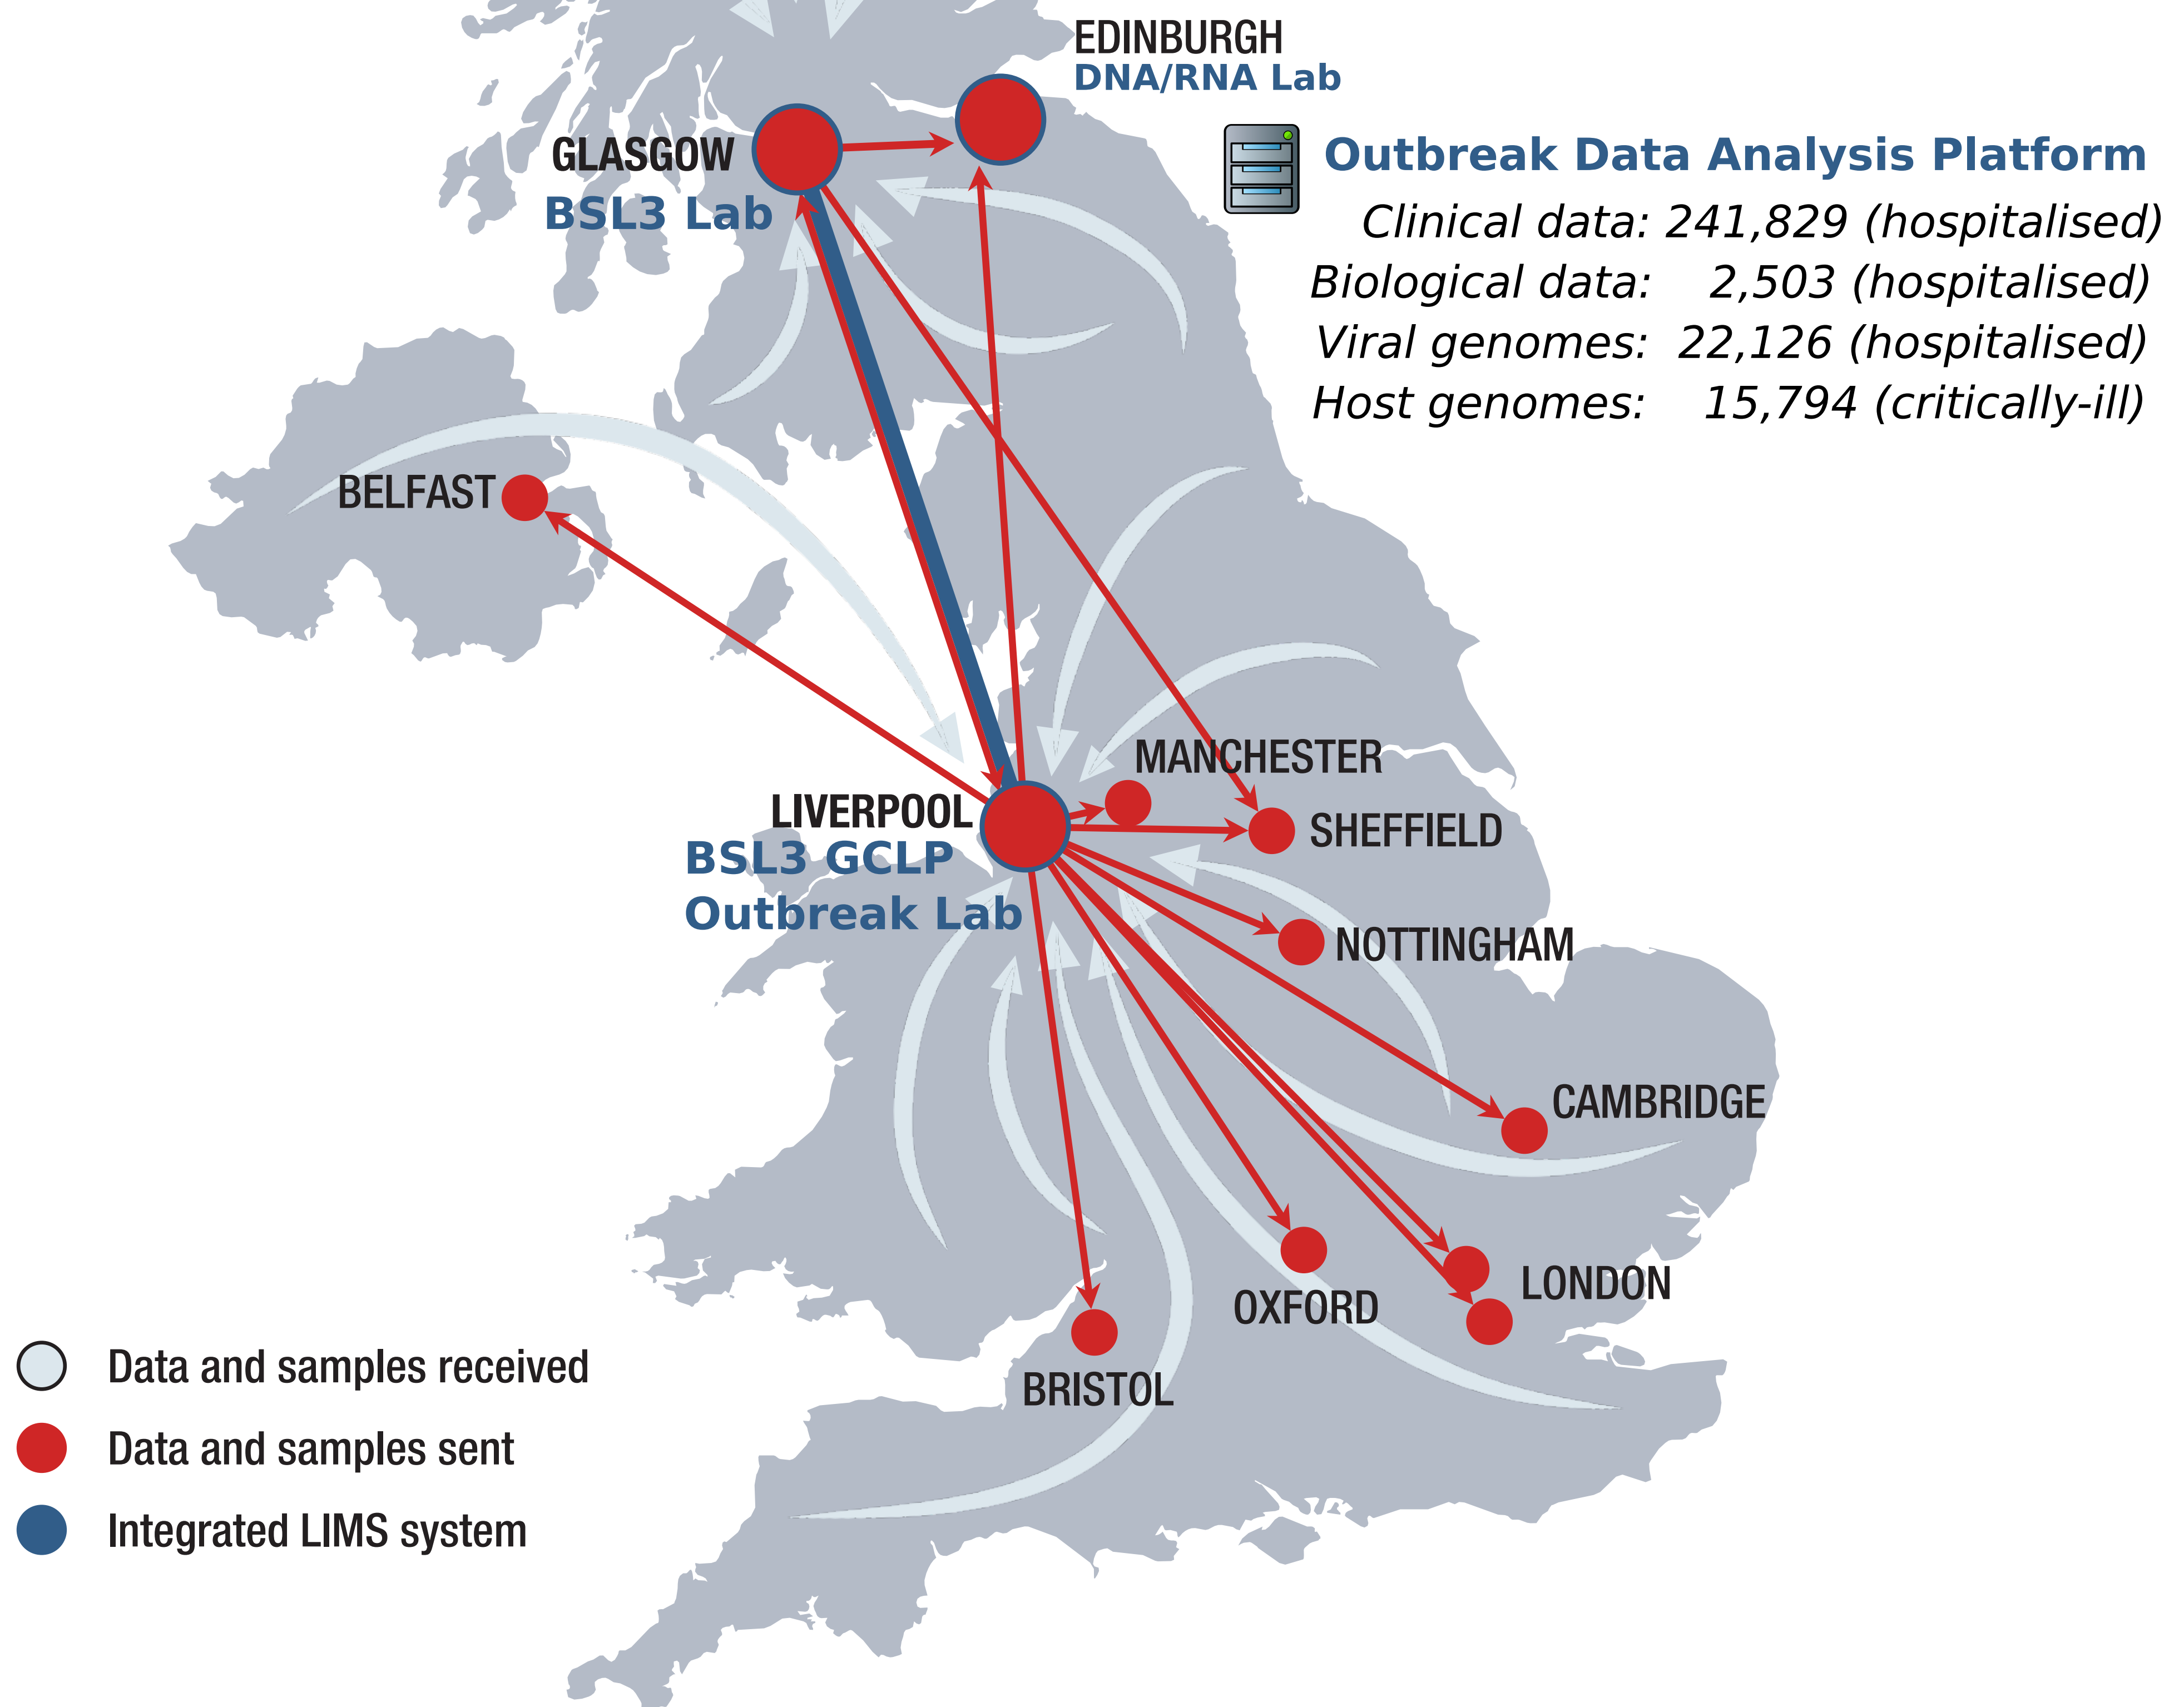 EDINBURGH
DNA/RNA Lab
GLASGOW
BSL3 Lab
Outbreak Data Analysis Platform
Clinical data: 241,829 (hospitalised)
Biological data: 2,503 (hospitalised)
Viral genomes: 22,126 (hospitalised)
Host genomes: 15,794 (critically-ill)
BELFAST
MANCHESTER
LIVERPOOL
BSL3 GCLP
Outbreak Lab
SHEFFIELD
NOTTINGHAM
CAMBRIDGE
LONDON
OXFORD
BRISTOL
Data and samples received
Data and samples sent
Integrated LIMS system